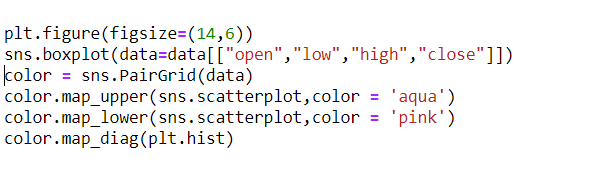 plt.figure(figsize=(14,6))
sns.boxplot(data=data[["open","low","high","close"]])
color = sns.PairGrid(data)
color.map_upper(sns.scatterplot,color = 'aqua')
color.map_lower(sns.scatterplot,color = 'pink')
color.map_diag(plt.hist)